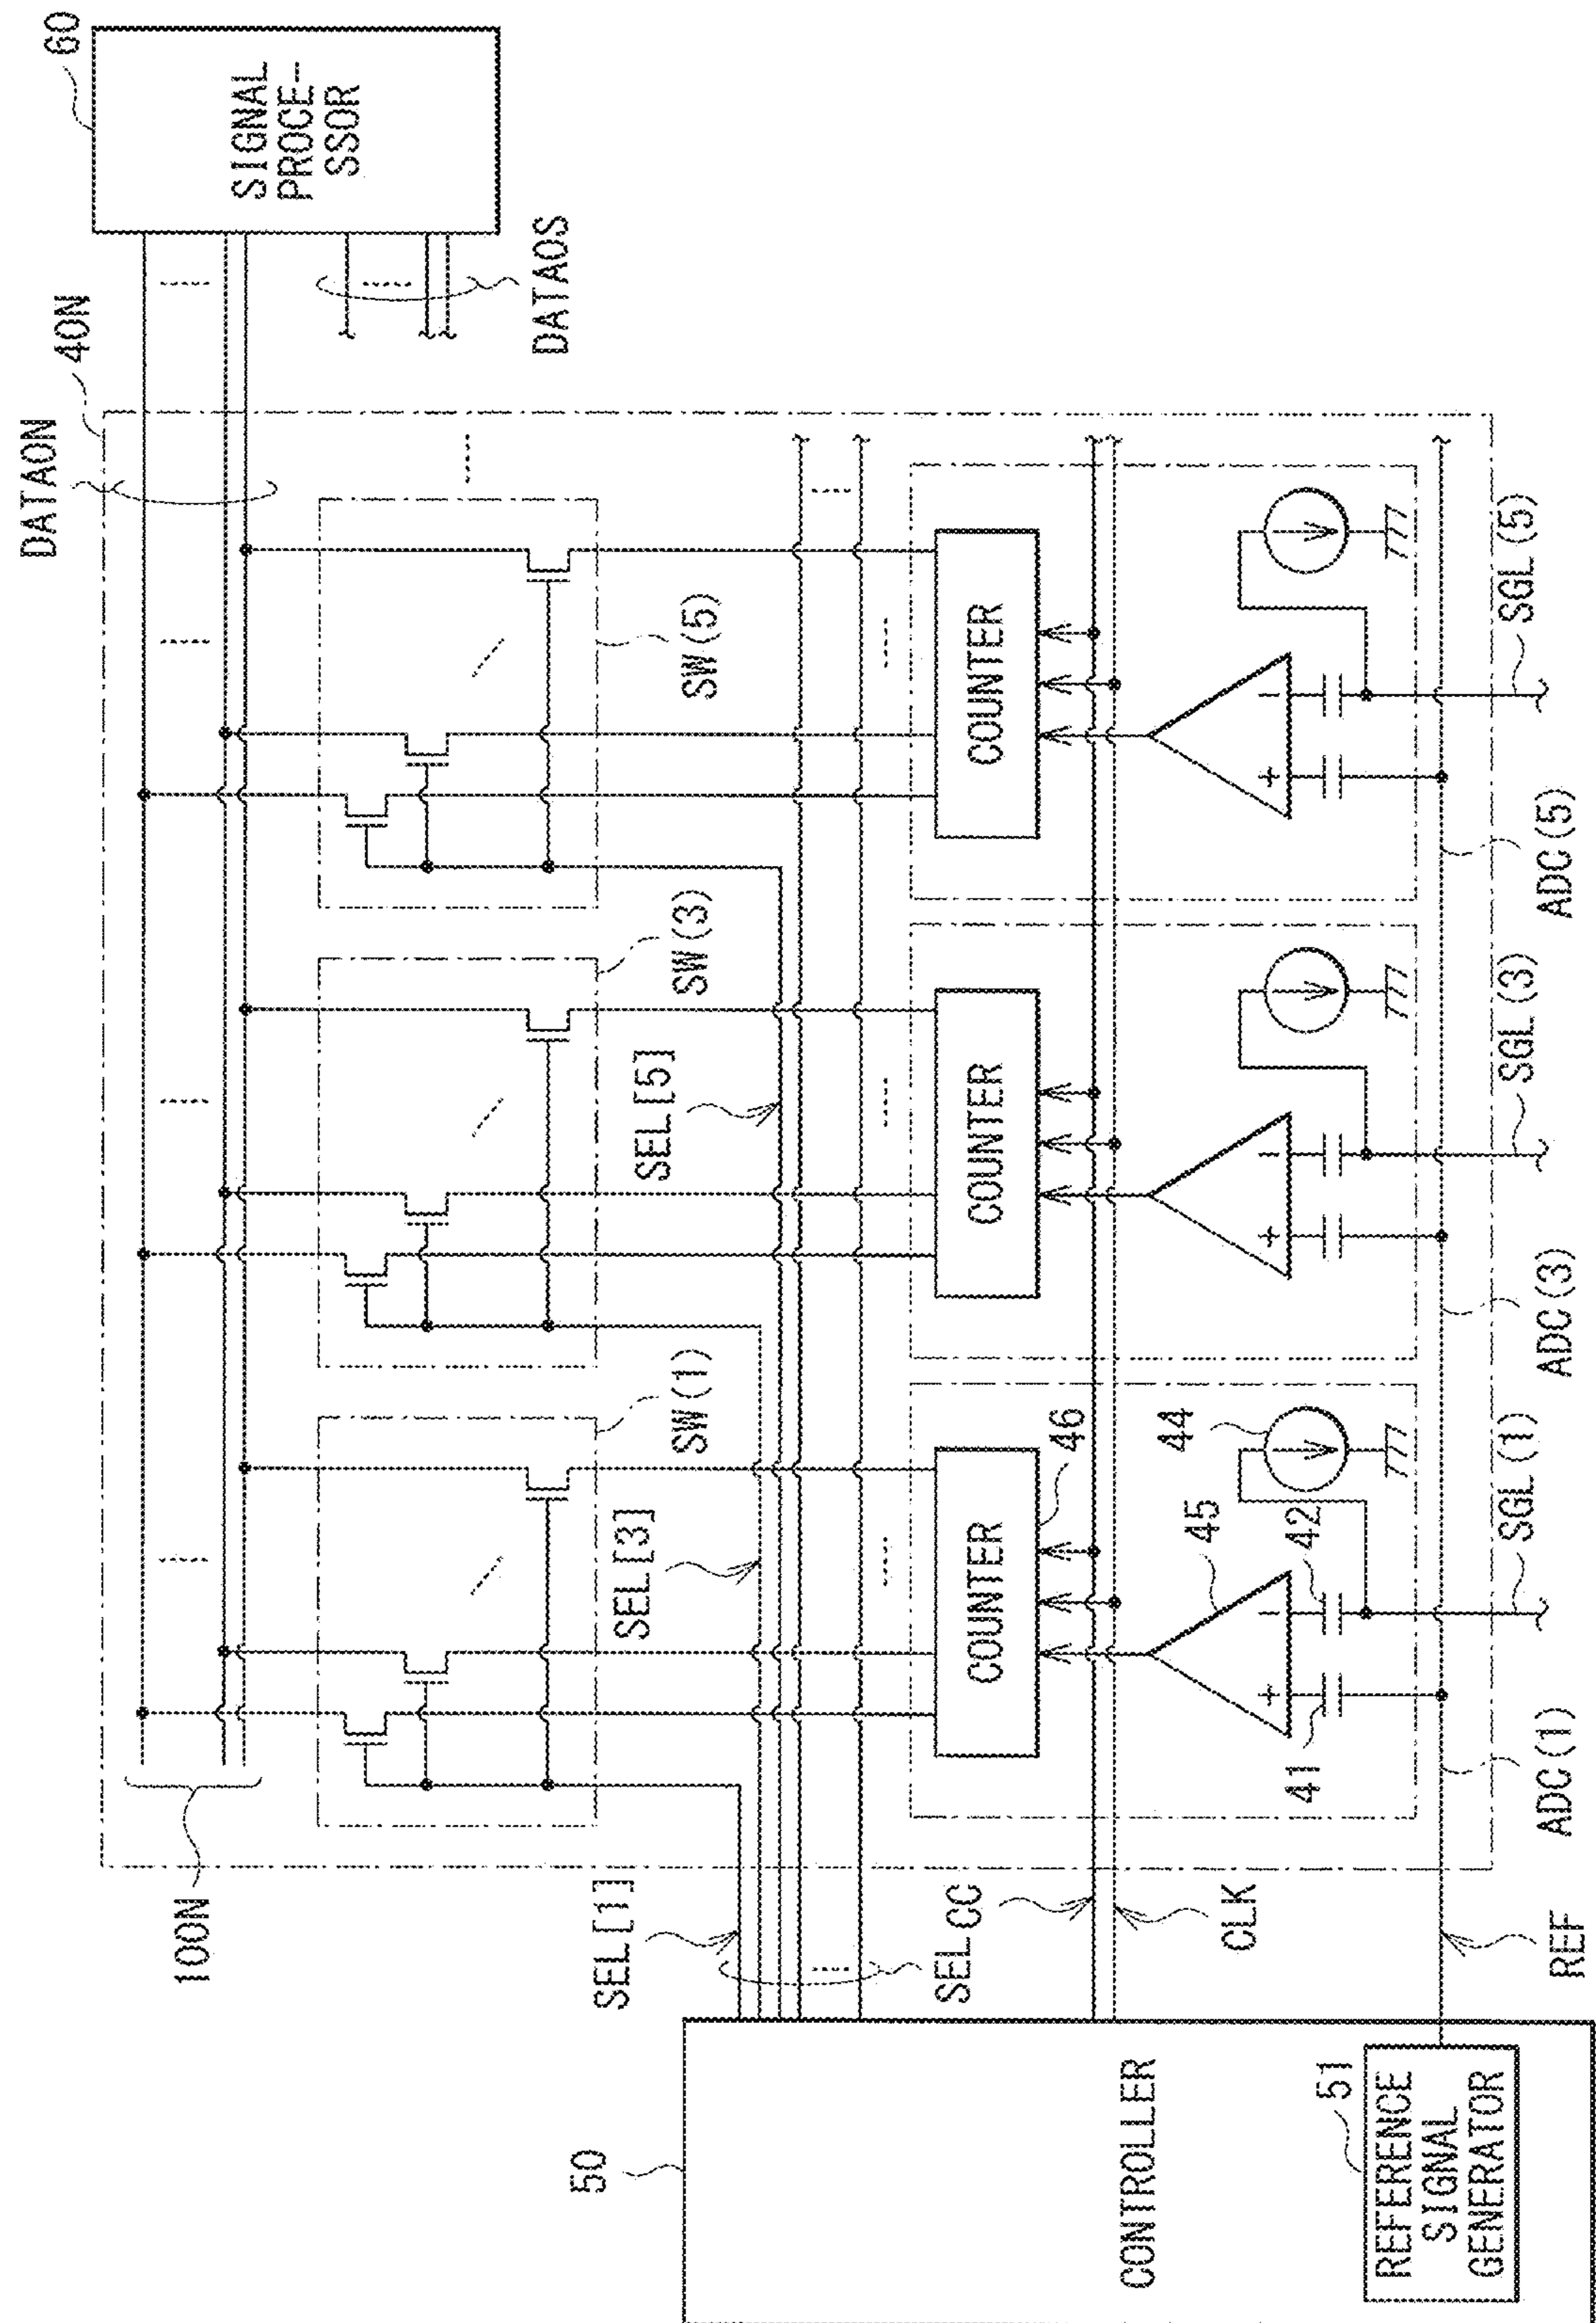 60
SIGNAL
PROCE-
SSOR
DATA0S
40N
DATA0N
100N
SW(1)
SW(3)
SW(5)
SEL[1]
SEL[3]
SEL[5]
SEL
CC
CLK
COUNTER
COUNTER
COUNTER
46
45
44
42
41
+
-
+
-
+
-
ADC(1)
SGL(1)
ADC(3)
SGL(3)
ADC(5)
SGL(5)
REF
50
CONTROLLER
51
REFERENCE
SIGNAL
GENERATOR